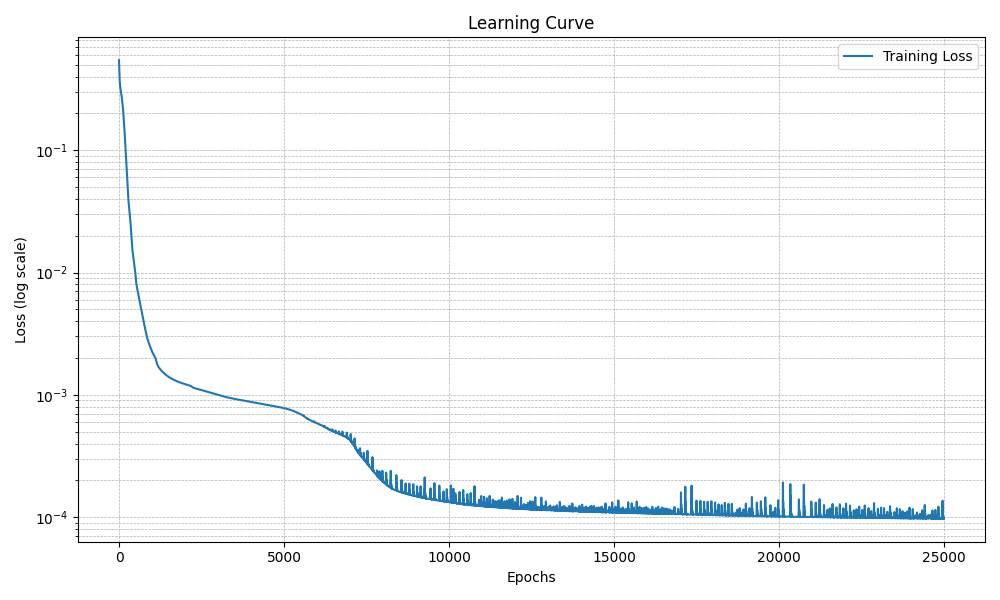 Learning Curve
Training Loss
Loss (log scale)
10⁻¹
10⁻²
10⁻³
10⁻⁴
0 5000 10000 15000 20000 25000
Epochs